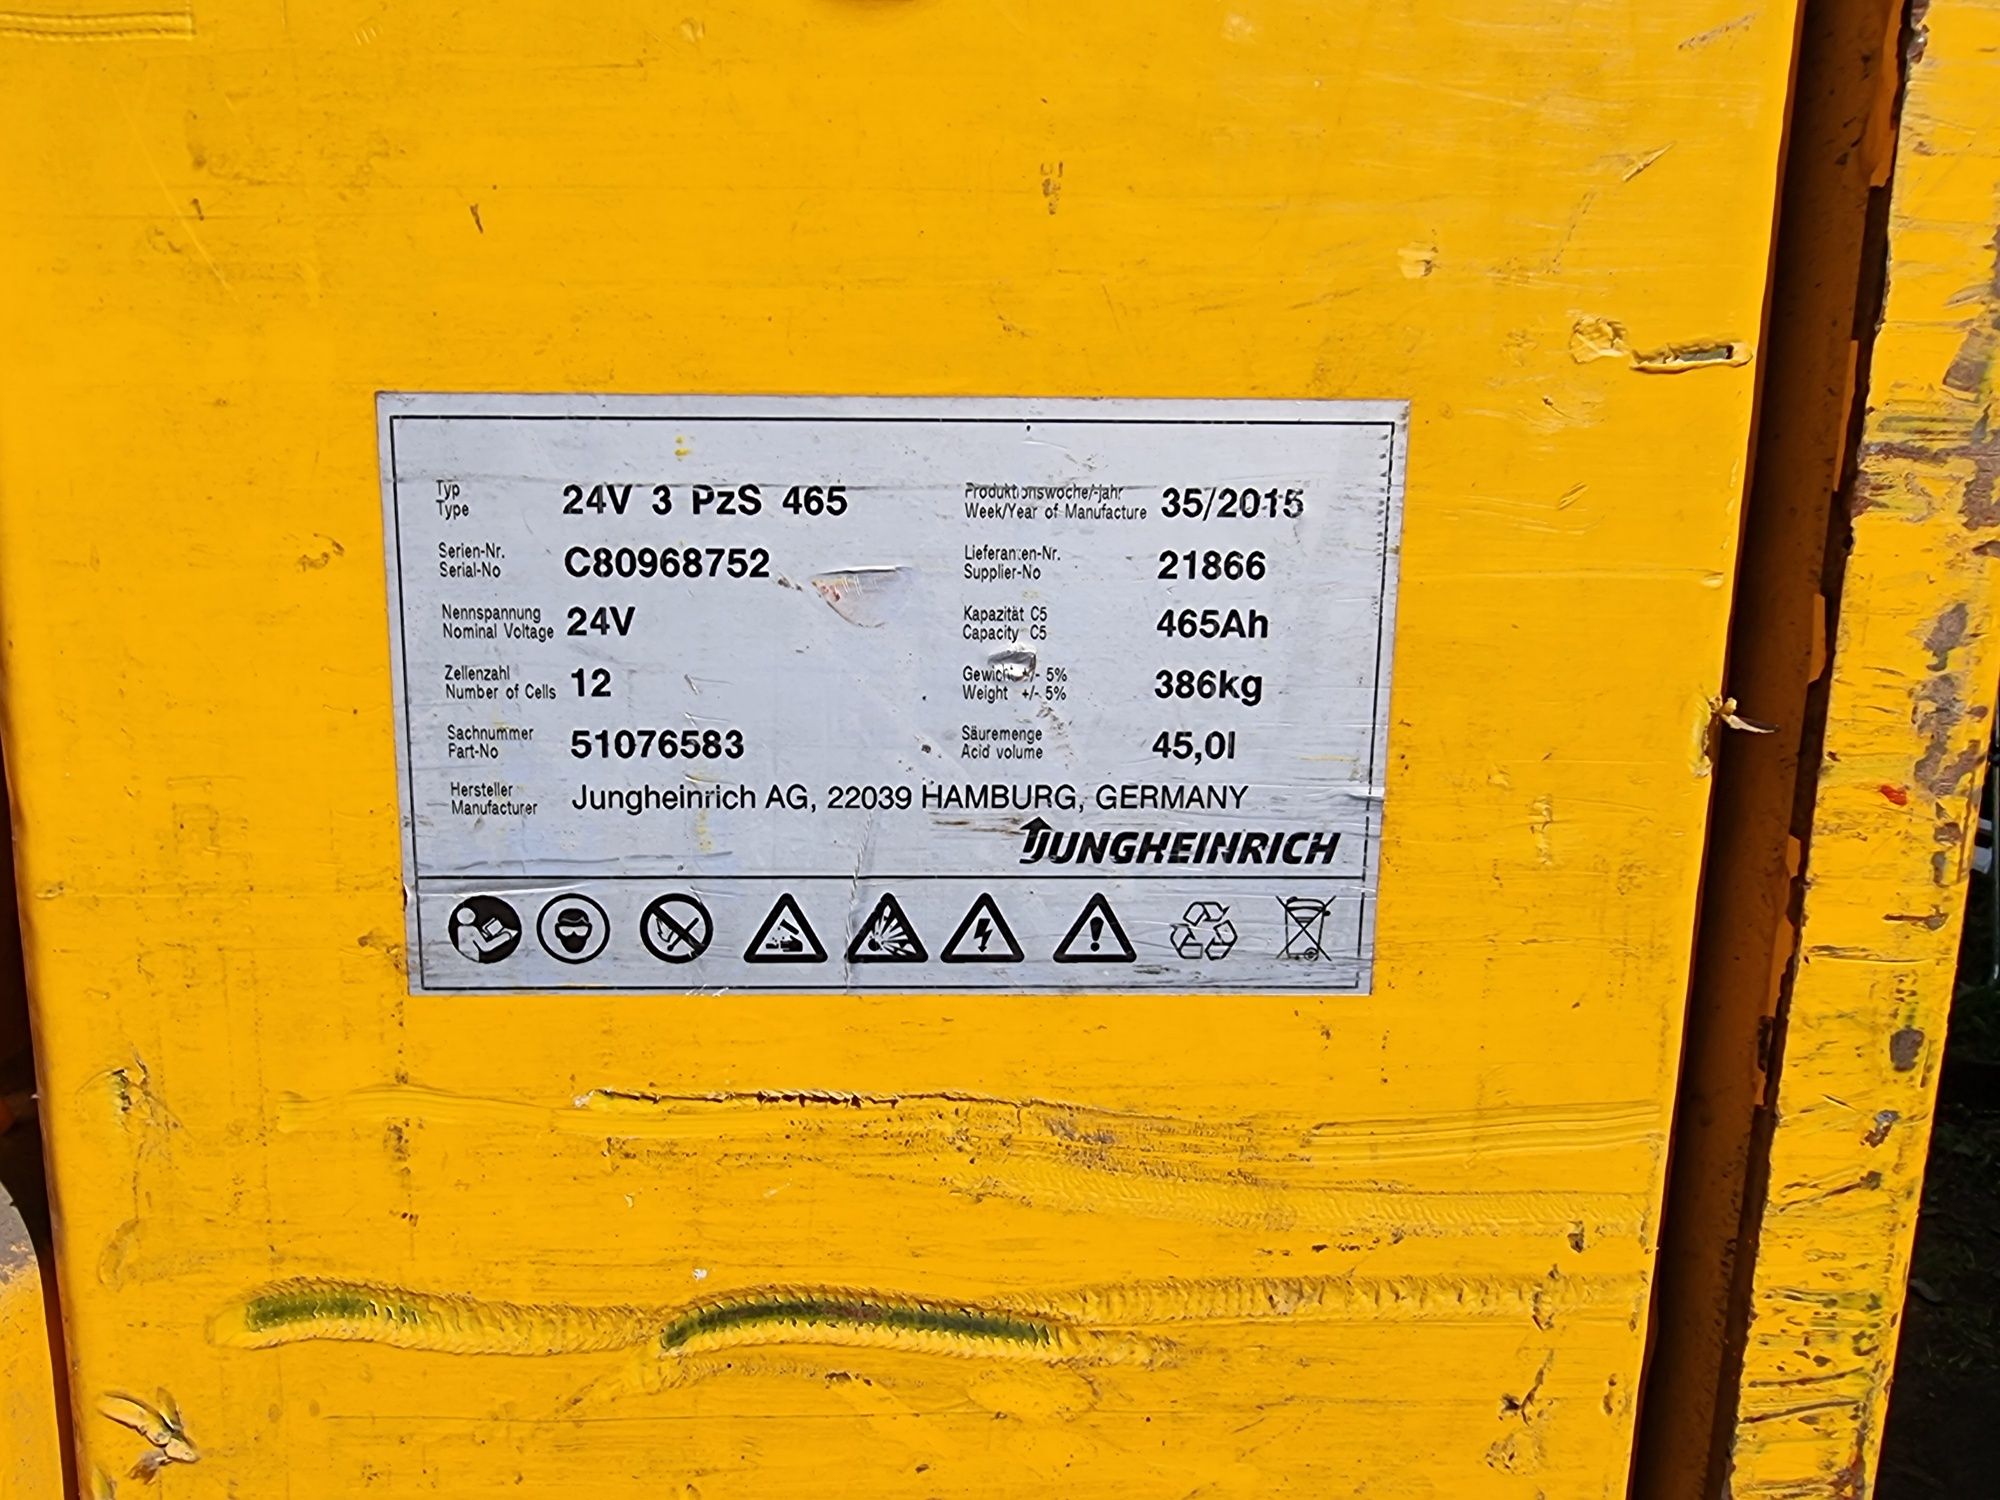 Typ
Type 24V 3 PzS 465
Produktionswoche/-jahr
Week/Year of Manufacture 35/2015
Serien-Nr.
Serial-No C80968752
Lieferanten-Nr.
Supplier-No 21866
Nennspannung
Nominal Voltage 24V
Kapazität C5
Capacity C5 465Ah
Zellenzahl
Number of Cells 12
Gewicht +/- 5%
Weight +/- 5% 386kg
Sachnummer
Part-No 51076583
Säuremenge
Acid volume 45,0l
Hersteller
Manufacturer Jungheinrich AG, 22039 HAMBURG, GERMANY
JUNGHEINRICH